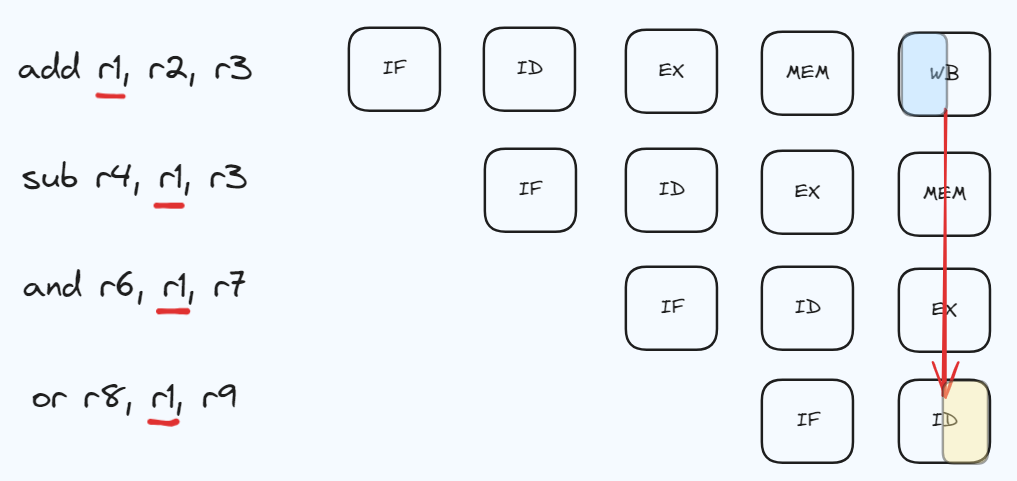 add r1, r2, r3 IF ID EX MEM WB
sub r4, r1, r3 IF ID EX MEM
and r6, r1, r7 IF ID EX
or r8, r1, r9 IF ID